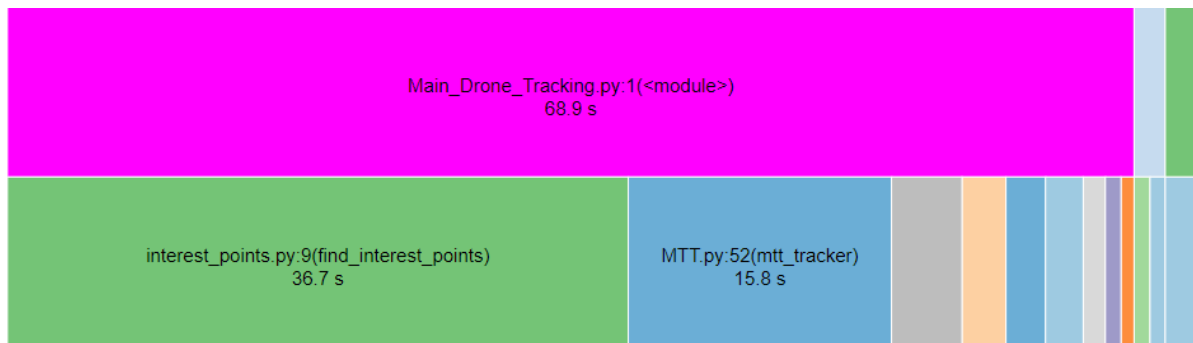 Main_Drone_Tracking.py:1(<module>)
68.9 s
interest_points.py:9(find_interest_points)
36.7 s
MTT.py:52(mtt_tracker)
15.8 s